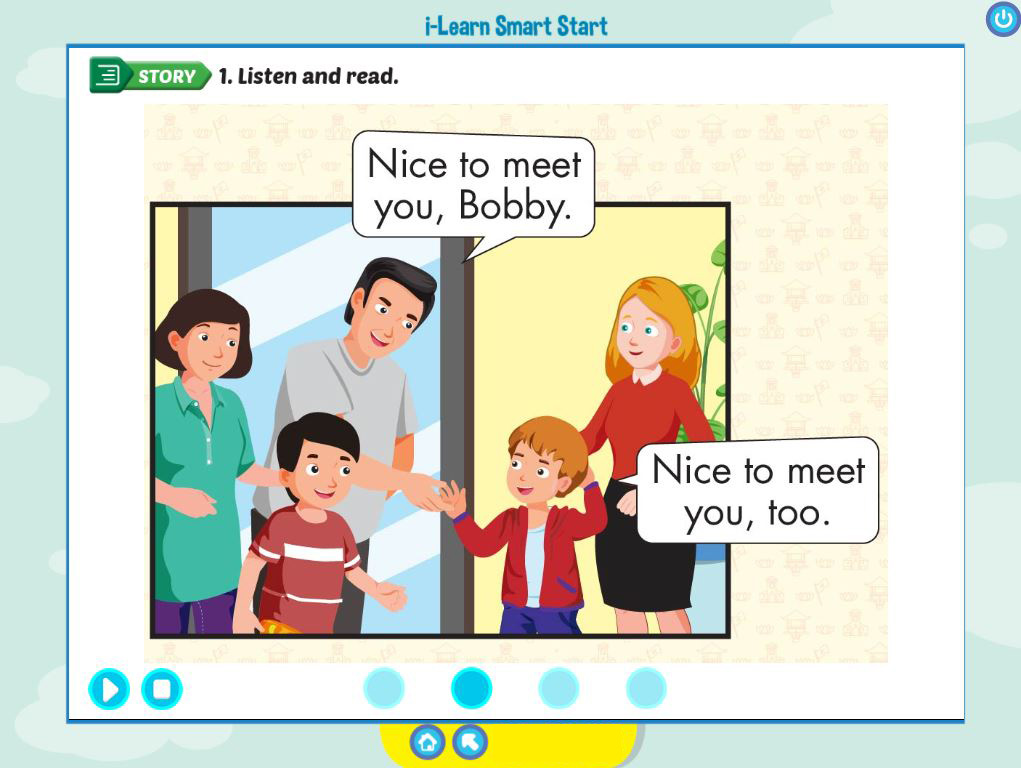 i-Learn Smart Start
STORY 1. Listen and read.
Nice to meet
you, Bobby.
Nice to meet
you, too.